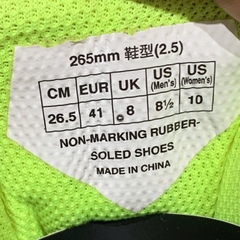 265mm 鞋型(2.5)
CM EUR UK US (Men's) US (Women's)
26.5 41 8 8½ 10
NON-MARKING RUBBER-
SOLED SHOES
MADE IN CHINA